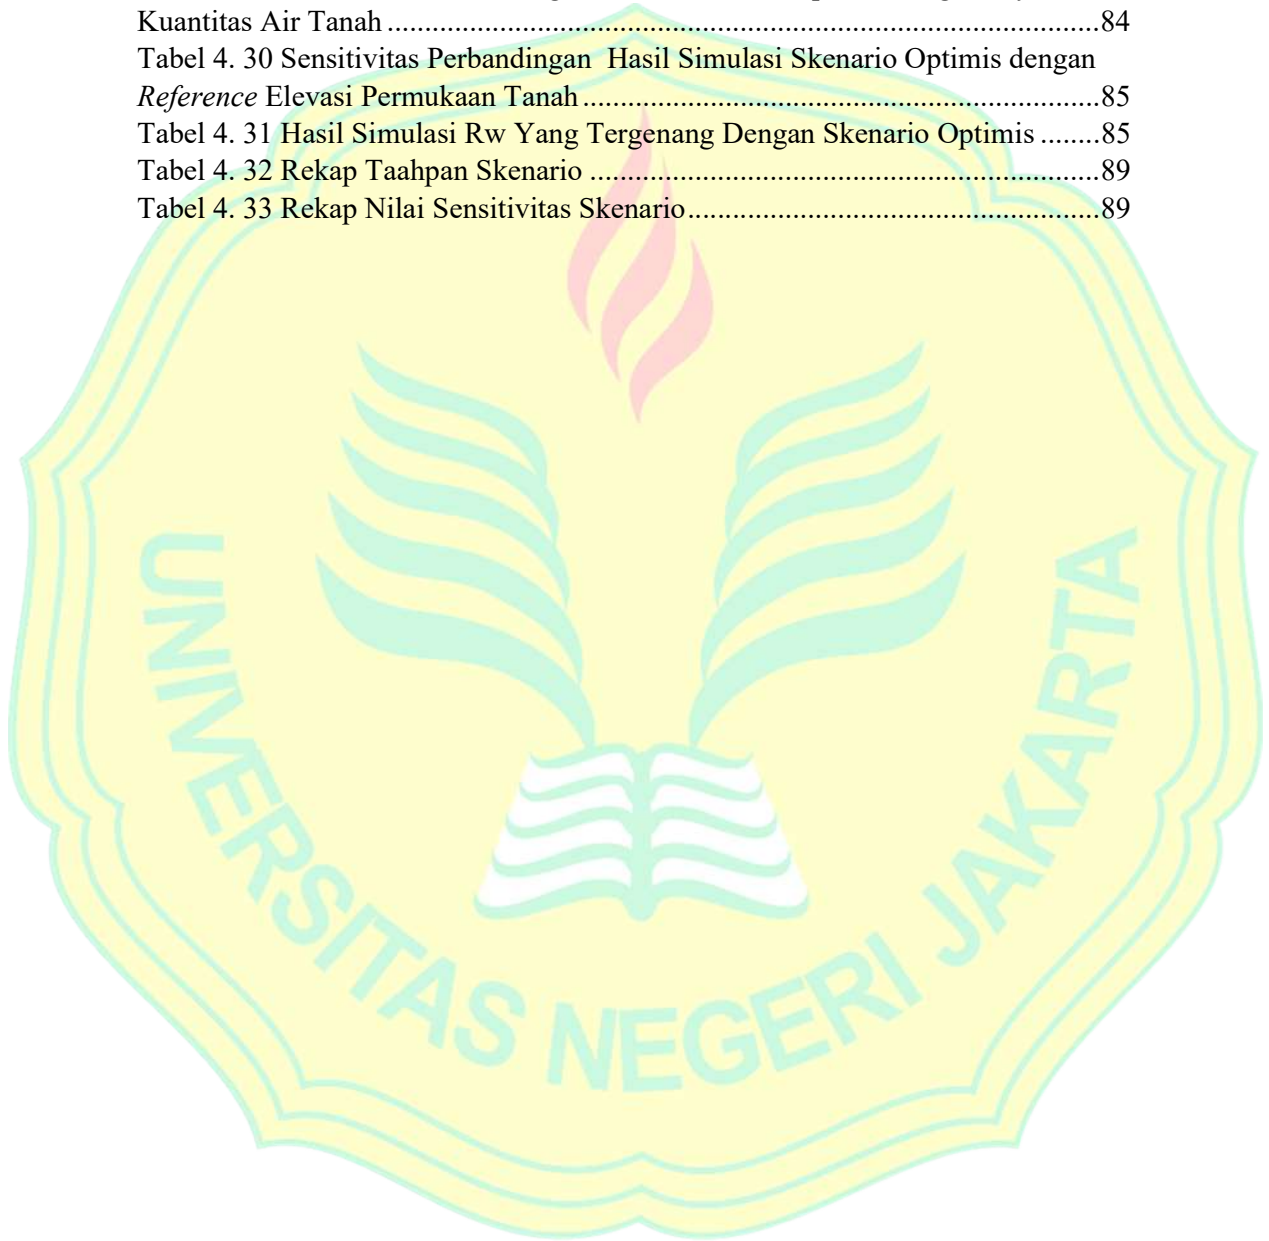 Kuantitas Air Tanah ................................................................................................84
Tabel 4. 30 Sensitivitas Perbandingan  Hasil Simulasi Skenario Optimis dengan
Reference Elevasi Permukaan Tanah ......................................................................85
Tabel 4. 31 Hasil Simulasi Rw Yang Tergenang Dengan Skenario Optimis ........85
Tabel 4. 32 Rekap Taahpan Skenario .....................................................................89
Tabel 4. 33 Rekap Nilai Sensitivitas Skenario........................................................89
UNIVERSITAS NEGERI JAKARTA